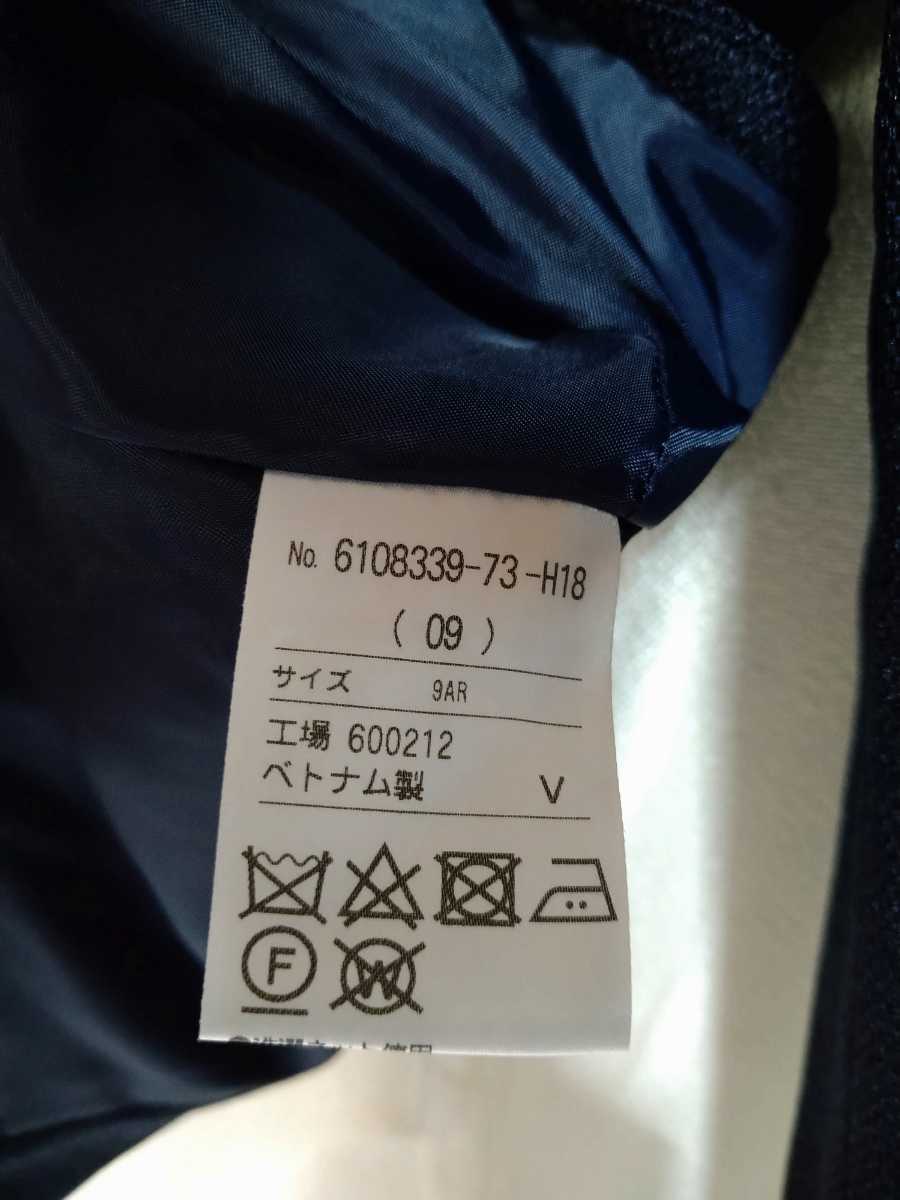 No. 6108339-73-H18
( 09 )
サイズ 9AR
工場 600212
ベトナム製 V
F
W